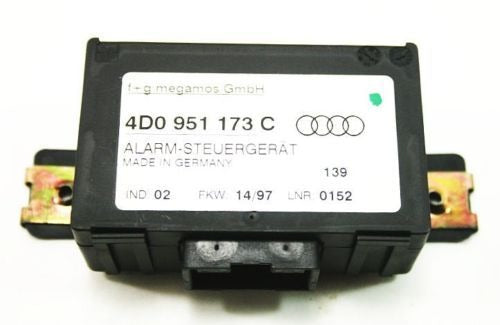 f+g megamos GmbH
4D0 951 173 C
ALARM-STEUERGERÄT
MADE IN GERMANY
139
IND. 02 FKW. 14/97 LNR. 0152